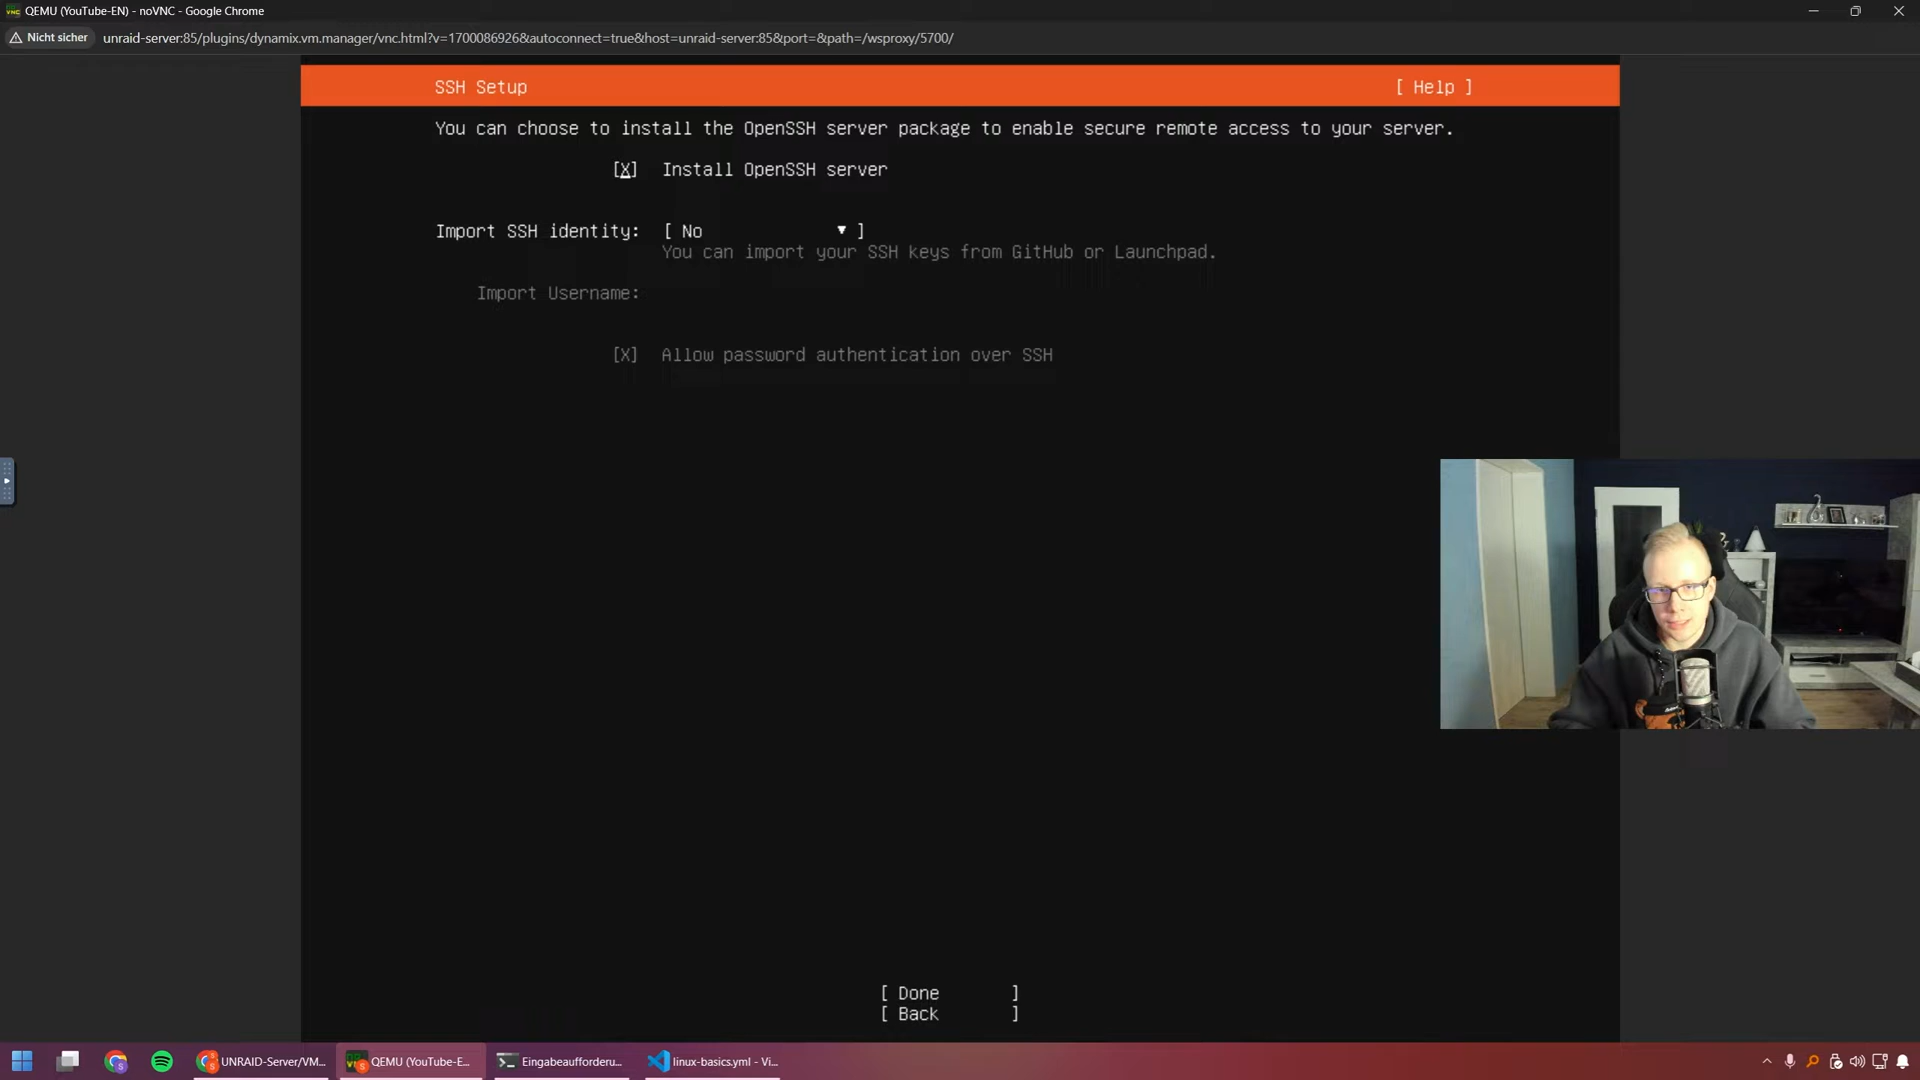 QEMU (YouTube-EN) - noVNC - Google Chrome
Nicht sicher
unraid-server:85/plugins/dynamix.vm.manager/vnc.html?v=1700086926&autoconnect=true&host=unraid-server:85&port=&path=/wsproxy/5700/
SSH Setup
[ Help ]
You can choose to install the OpenSSH server package to enable secure remote access to your server.
[X] Install OpenSSH server
Import SSH identity: [ No ▾ ]
You can import your SSH keys from GitHub or Launchpad.
Import Username:
[X] Allow password authentication over SSH
[ Done ]
[ Back ]
UNRAID-Server/VM...
QEMU (YouTube-E...
Eingabeaufforderu...
linux-basics.yml - Vi...